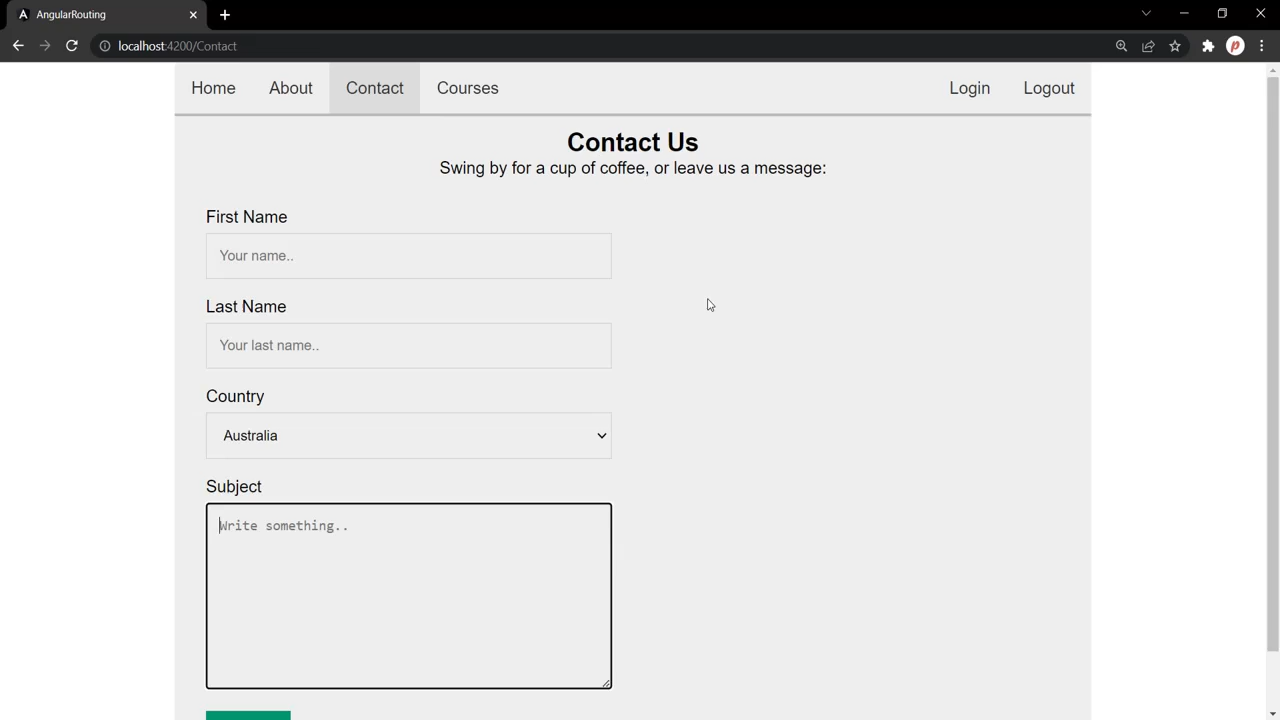 AngularRouting
localhost:4200/Contact
Home About Contact Courses Login Logout
Contact Us
Swing by for a cup of coffee, or leave us a message:
First Name
Your name..
Last Name
Your last name..
Country
Australia
Subject
Write something..